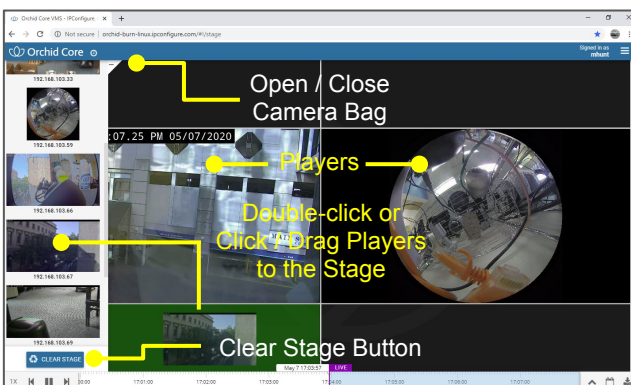 Orchid Core VMS - IPConfigure
Not secure | orchid-burn-linux.ipconfigure.com/#!/stage
Orchid Core
Signed in as
mhunt
192.168.103.33
192.168.103.59
192.168.103.66
192.168.103.67
192.168.103.69
CLEAR STAGE
Open / Close
Camera Bag
:07.25 PM 05/07/2020
Players
Double-click or
Click / Drag Players
to the Stage
Clear Stage Button
May 7 17:03:57
LIVE
1X
17:01:00
17:02:00
17:03:00
17:04:00
17:05:00
17:06:00
17:07:00